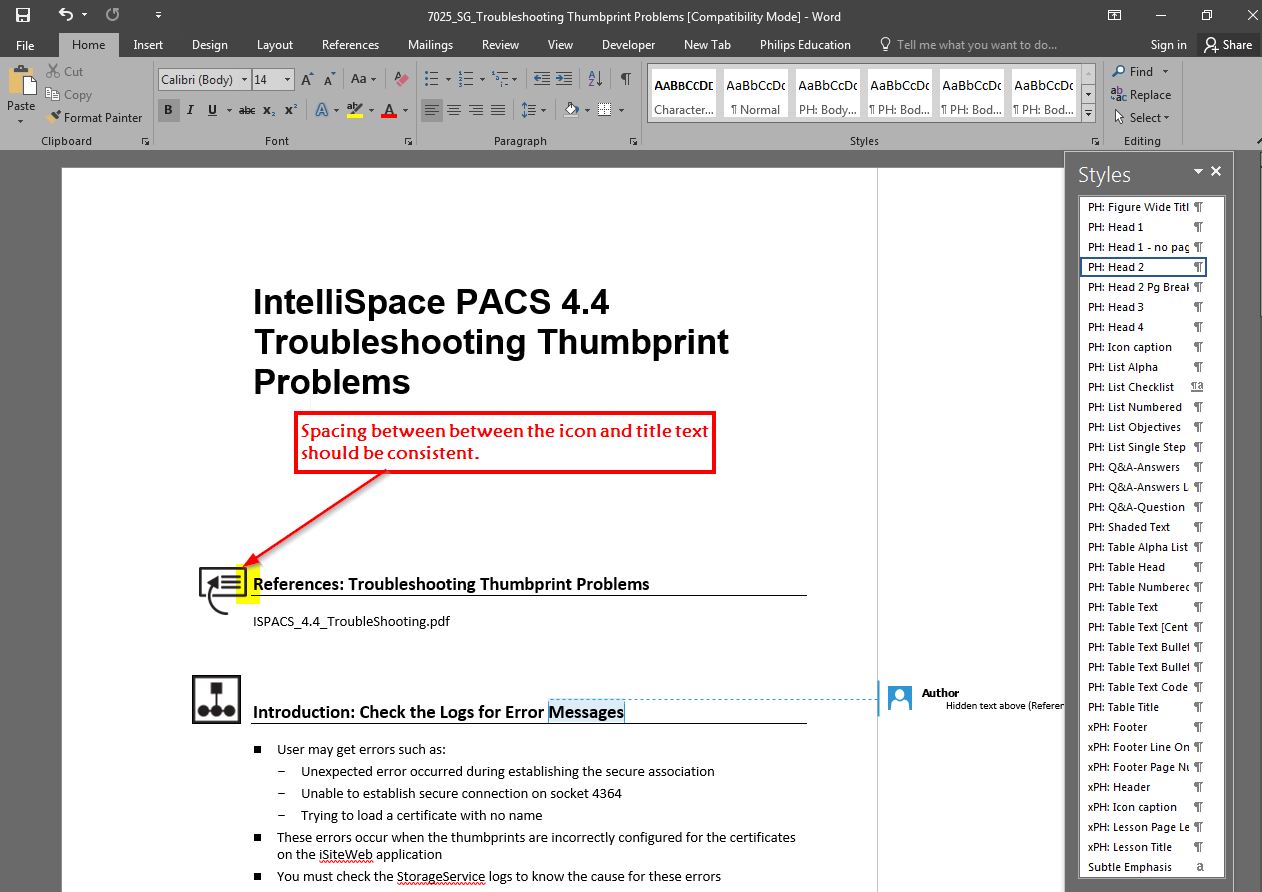 7025_SG_Troubleshooting Thumbprint Problems [Compatibility Mode] - Word
File Home Insert Design Layout References Mailings Review View Developer New Tab Philips Education Tell me what you want to do... Sign in Share
Paste
Cut
Copy
Format Painter
Clipboard
Calibri (Body) 14
Font
Paragraph
AaBbCcDc AaBbCcDc AaBbCcDc AaBbCcDc AaBbCcDc AaBbCcDc
Character... ¶ Normal PH: Body... ¶ PH: Bod... ¶ PH: Bod... ¶ PH: Bod...
Styles
Find
Replace
Select
Editing
IntelliSpace PACS 4.4
Troubleshooting Thumbprint
Problems
Spacing between between the icon and title text
should be consistent.
References: Troubleshooting Thumbprint Problems
ISPACS_4.4_TroubleShooting.pdf
Introduction: Check the Logs for Error Messages
Author
Hidden text above (Referen
■ User may get errors such as:
– Unexpected error occurred during establishing the secure association
– Unable to establish secure connection on socket 4364
– Trying to load a certificate with no name
■ These errors occur when the thumbprints are incorrectly configured for the certificates
on the iSiteWeb application
■ You must check the StorageService logs to know the cause for these errors
Styles
PH: Figure Wide Titl ¶
PH: Head 1 ¶
PH: Head 1 - no pag ¶
PH: Head 2 ¶
PH: Head 2 Pg Break ¶
PH: Head 3 ¶
PH: Head 4 ¶
PH: Icon caption ¶
PH: List Alpha ¶
PH: List Checklist ¶a
PH: List Numbered ¶
PH: List Objectives ¶
PH: List Single Step ¶
PH: Q&A-Answers ¶
PH: Q&A-Answers L ¶
PH: Q&A-Question ¶
PH: Shaded Text ¶
PH: Table Alpha List ¶
PH: Table Head ¶
PH: Table Numbered ¶
PH: Table Text ¶
PH: Table Text [Cent ¶
PH: Table Text Bullet ¶
PH: Table Text Bullet ¶
PH: Table Text Code ¶
PH: Table Title ¶
xPH: Footer ¶
xPH: Footer Line On ¶
xPH: Footer Page Nu ¶
xPH: Header ¶
xPH: Icon caption ¶
xPH: Lesson Page Le ¶
xPH: Lesson Title ¶
Subtle Emphasis a